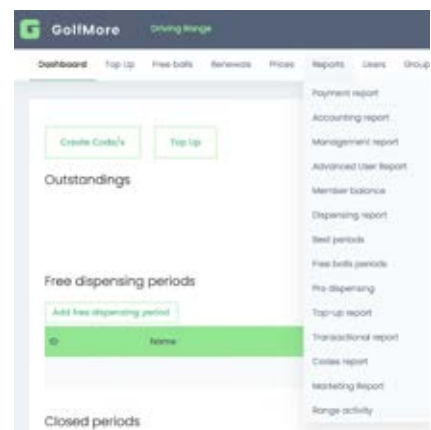 GolfMore Driving Range
Dashboard Top Up Free balls Renewals Prices Reports Users Group
Payment report
Accounting report
Create Code/s Top Up
Management report
Advanced User Report
Outstandings
Member balance
Dispensing report
Best periods
Free balls periods
Free dispensing periods
Pro dispensing
Add free dispensing period
Top-up report
ID Name
Transactional report
Codes report
Marketing Report
Closed periods
Range activity